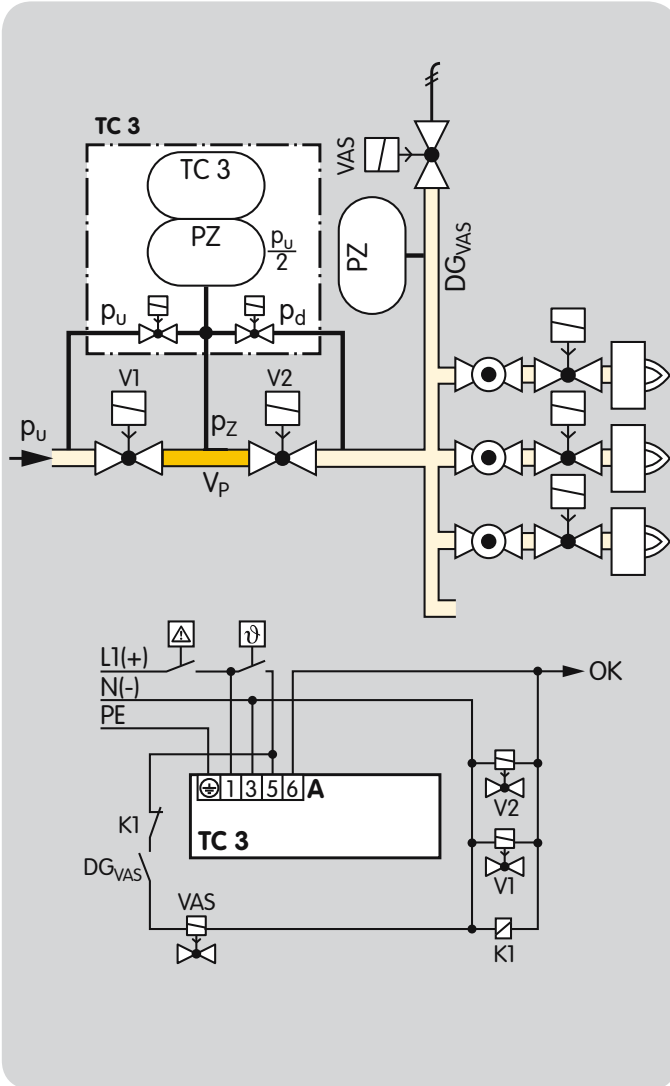 TC 3
VAS
TC 3
PZ
pu
2
PZ
DGVAS
pu
pd
V1
V2
pu
pZ
VP
L1(+)
ϑ
OK
N(-)
PE
1 3 5 6 A
TC 3
V2
K1
V1
DGVAS
VAS
K1